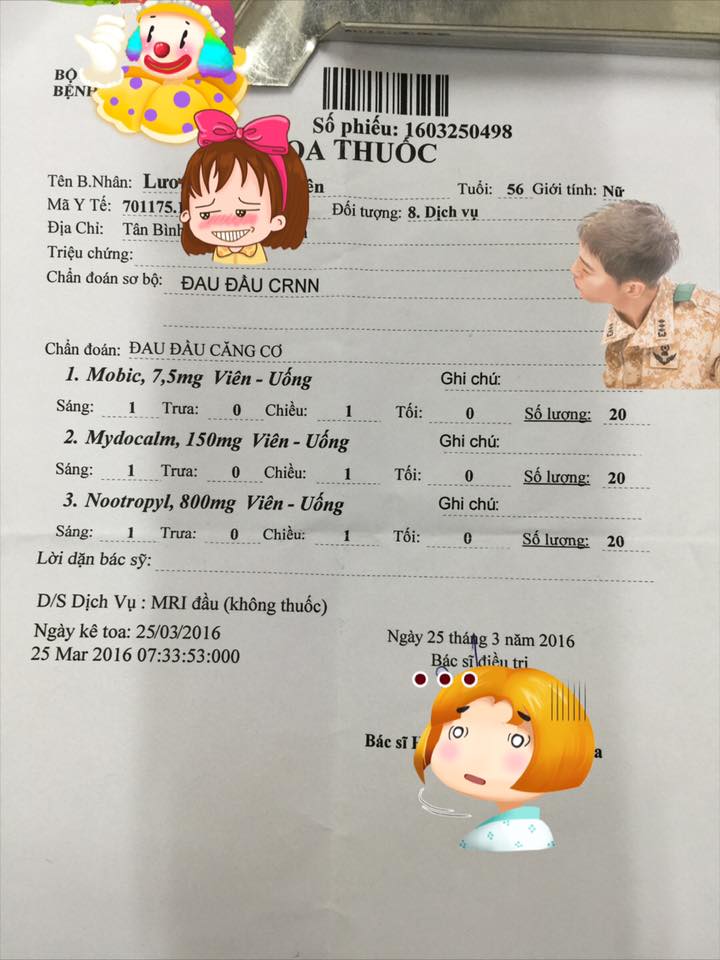 BỘ
BỆNH
Số phiếu: 1603250498
OA THUỐC
Tên B.Nhân: Lươ ên Tuổi: 56 Giới tính: Nữ
Mã Y Tế: 701175. Đối tượng: 8. Dịch vụ
Địa Chỉ: Tân Bình
Triệu chứng:
Chẩn đoán sơ bộ: ĐAU ĐẦU CRNN
Chẩn đoán: ĐAU ĐẦU CĂNG CƠ
1. Mobic, 7,5mg Viên - Uống Ghi chú:
Sáng: 1 Trưa: 0 Chiều: 1 Tối: 0 Số lượng: 20
2. Mydocalm, 150mg Viên - Uống Ghi chú:
Sáng: 1 Trưa: 0 Chiều: 1 Tối: 0 Số lượng: 20
3. Nootropyl, 800mg Viên - Uống Ghi chú:
Sáng: 1 Trưa: 0 Chiều: 1 Tối: 0 Số lượng: 20
Lời dặn bác sỹ:
D/S Dịch Vụ : MRI đầu (không thuốc)
Ngày kê toa: 25/03/2016
Ngày 25 tháng 3 năm 2016
25 Mar 2016 07:33:53:000
Bác sĩ điều trị
Bác sĩ H a